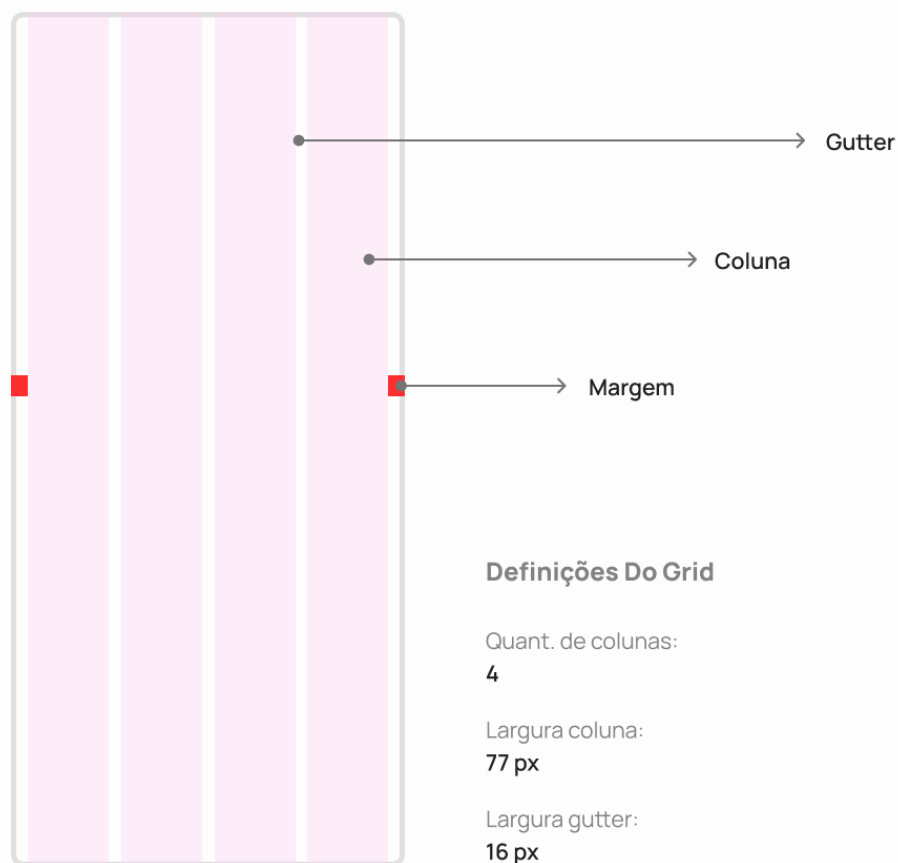 Gutter
Coluna
Margem
Definições Do Grid
Quant. de colunas:
4
Largura coluna:
77 px
Largura gutter:
16 px